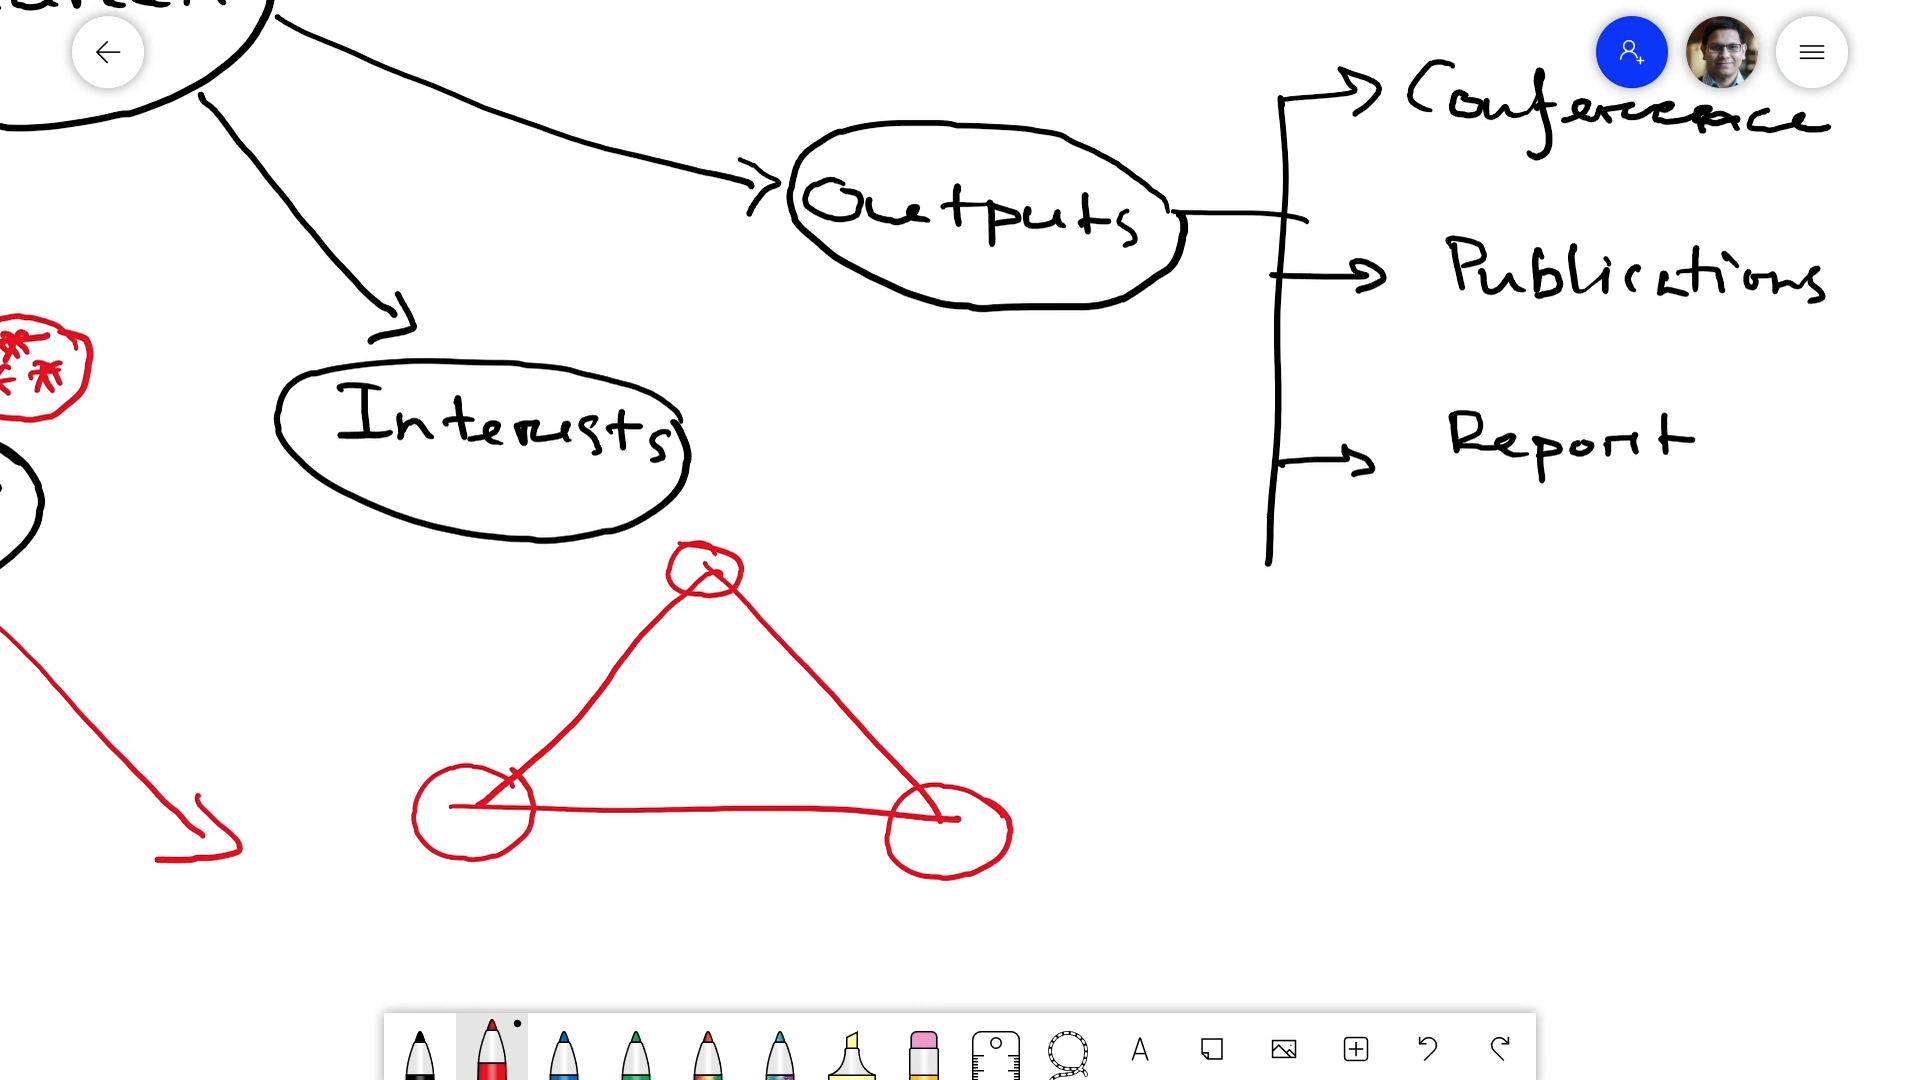 Conference
Outputs
Publications
Interests
Report
A